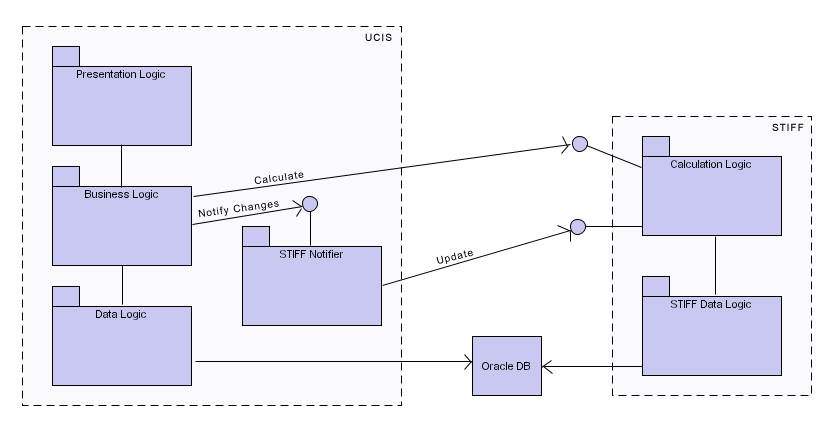 UCIS
Presentation Logic
STIFF
Calculation Logic
Calculate
Business Logic
Notify Changes
STIFF Notifier
Update
Data Logic
STIFF Data Logic
Oracle DB